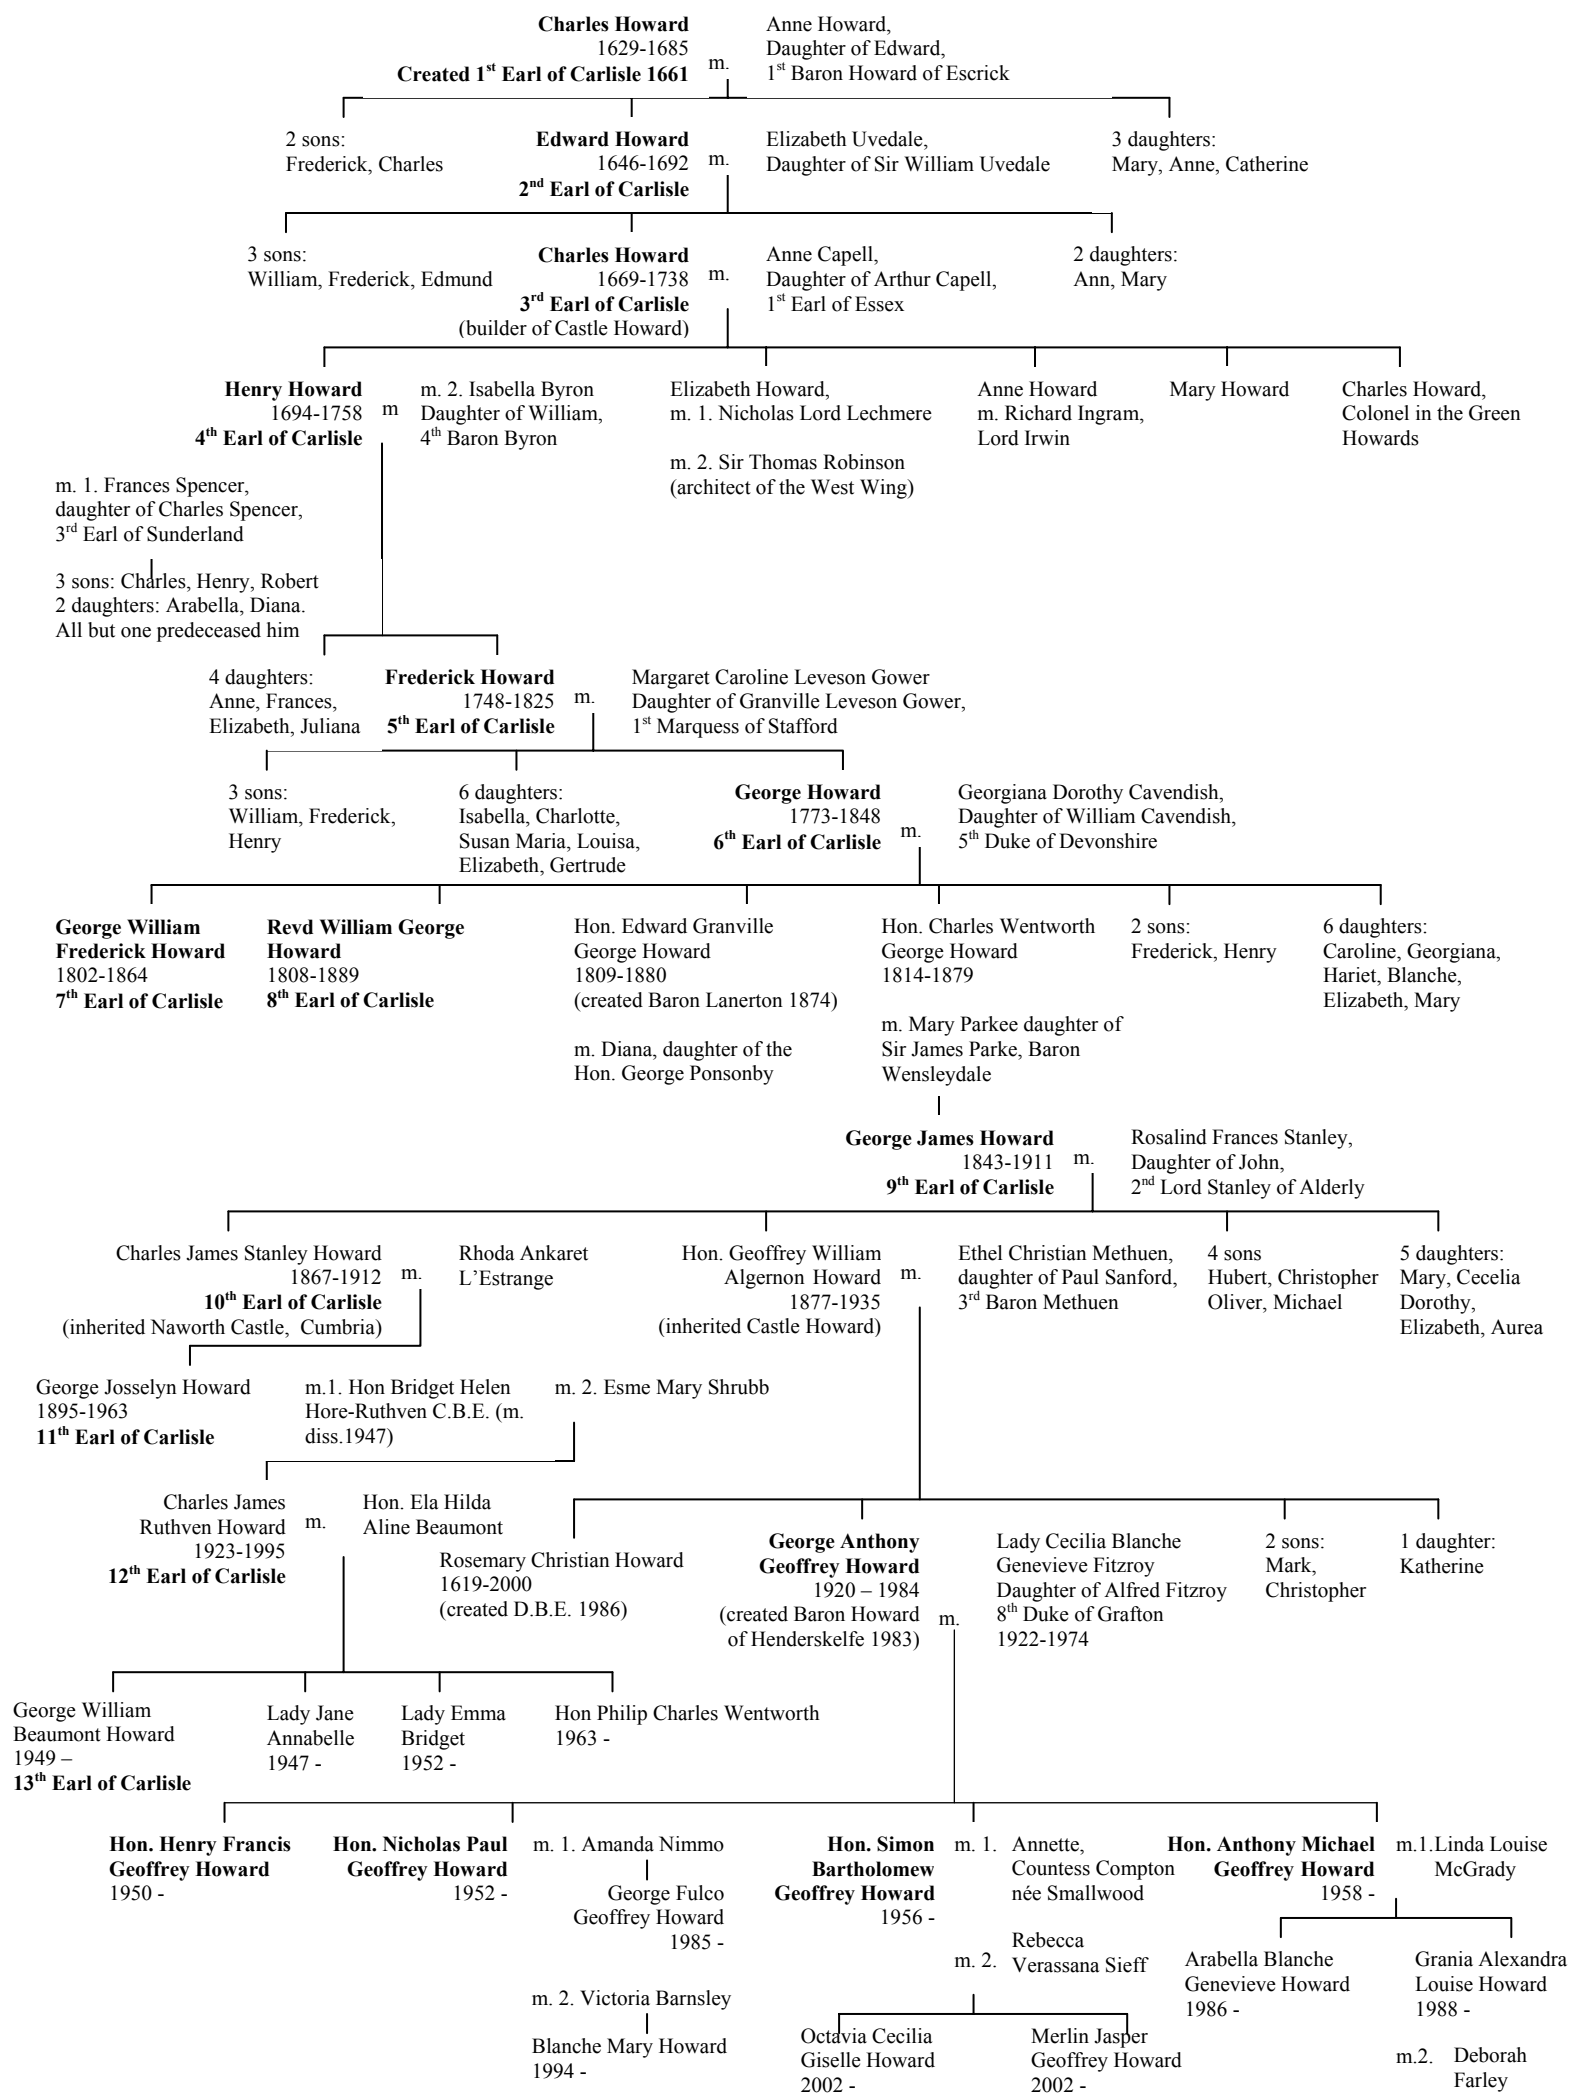 Charles Howard
1629-1685
Created 1st Earl of Carlisle 1661
m.
Anne Howard,
Daughter of Edward,
1st Baron Howard of Escrick
2 sons:
Frederick, Charles
Edward Howard
1646-1692
2nd Earl of Carlisle
m.
Elizabeth Uvedale,
Daughter of Sir William Uvedale
3 daughters:
Mary, Anne, Catherine
3 sons:
William, Frederick, Edmund
Charles Howard
1669-1738
3rd Earl of Carlisle
(builder of Castle Howard)
m.
Anne Capell,
Daughter of Arthur Capell,
1st Earl of Essex
2 daughters:
Ann, Mary
Henry Howard
1694-1758
4th Earl of Carlisle
m
m. 2. Isabella Byron
Daughter of William,
4th Baron Byron
Elizabeth Howard,
m. 1. Nicholas Lord Lechmere
m. 2. Sir Thomas Robinson
(architect of the West Wing)
Anne Howard
m. Richard Ingram,
Lord Irwin
Mary Howard
Charles Howard,
Colonel in the Green
Howards
m. 1. Frances Spencer,
daughter of Charles Spencer,
3rd Earl of Sunderland
3 sons: Charles, Henry, Robert
2 daughters: Arabella, Diana.
All but one predeceased him
4 daughters:
Anne, Frances,
Elizabeth, Juliana
Frederick Howard
1748-1825
5th Earl of Carlisle
m.
Margaret Caroline Leveson Gower
Daughter of Granville Leveson Gower,
1st Marquess of Stafford
3 sons:
William, Frederick,
Henry
6 daughters:
Isabella, Charlotte,
Susan Maria, Louisa,
Elizabeth, Gertrude
George Howard
1773-1848
6th Earl of Carlisle
m.
Georgiana Dorothy Cavendish,
Daughter of William Cavendish,
5th Duke of Devonshire
George William
Frederick Howard
1802-1864
7th Earl of Carlisle
Revd William George
Howard
1808-1889
8th Earl of Carlisle
Hon. Edward Granville
George Howard
1809-1880
(created Baron Lanerton 1874)
m. Diana, daughter of the
Hon. George Ponsonby
Hon. Charles Wentworth
George Howard
1814-1879
m. Mary Parkee daughter of
Sir James Parke, Baron
Wensleydale
2 sons:
Frederick, Henry
6 daughters:
Caroline, Georgiana,
Hariet, Blanche,
Elizabeth, Mary
George James Howard
1843-1911
9th Earl of Carlisle
m.
Rosalind Frances Stanley,
Daughter of John,
2nd Lord Stanley of Alderly
Charles James Stanley Howard
1867-1912
10th Earl of Carlisle
(inherited Naworth Castle, Cumbria)
m.
Rhoda Ankaret
L'Estrange
Hon. Geoffrey William
Algernon Howard
1877-1935
(inherited Castle Howard)
m.
Ethel Christian Methuen,
daughter of Paul Sanford,
3rd Baron Methuen
4 sons
Hubert, Christopher
Oliver, Michael
5 daughters:
Mary, Cecelia
Dorothy,
Elizabeth, Aurea
George Josselyn Howard
1895-1963
11th Earl of Carlisle
m.1. Hon Bridget Helen
Hore-Ruthven C.B.E. (m.
diss.1947)
m. 2. Esme Mary Shrubb
Charles James
Ruthven Howard
1923-1995
12th Earl of Carlisle
m.
Hon. Ela Hilda
Aline Beaumont
Rosemary Christian Howard
1619-2000
(created D.B.E. 1986)
George Anthony
Geoffrey Howard
1920 – 1984
(created Baron Howard
of Henderskelfe 1983)
m.
Lady Cecilia Blanche
Genevieve Fitzroy
Daughter of Alfred Fitzroy
8th Duke of Grafton
1922-1974
2 sons:
Mark,
Christopher
1 daughter:
Katherine
George William
Beaumont Howard
1949 –
13th Earl of Carlisle
Lady Jane
Annabelle
1947 -
Lady Emma
Bridget
1952 -
Hon Philip Charles Wentworth
1963 -
Hon. Henry Francis
Geoffrey Howard
1950 -
Hon. Nicholas Paul
Geoffrey Howard
1952 -
m. 1. Amanda Nimmo
George Fulco
Geoffrey Howard
1985 -
m. 2. Victoria Barnsley
Blanche Mary Howard
1994 -
Hon. Simon
Bartholomew
Geoffrey Howard
1956 -
m. 1.
Annette,
Countess Compton
née Smallwood
m. 2.
Rebecca
Verassana Sieff
Octavia Cecilia
Giselle Howard
2002 -
Merlin Jasper
Geoffrey Howard
2002 -
Hon. Anthony Michael
Geoffrey Howard
1958 -
m.1.Linda Louise
McGrady
Arabella Blanche
Genevieve Howard
1986 -
Grania Alexandra
Louise Howard
1988 -
m.2. Deborah
Farley